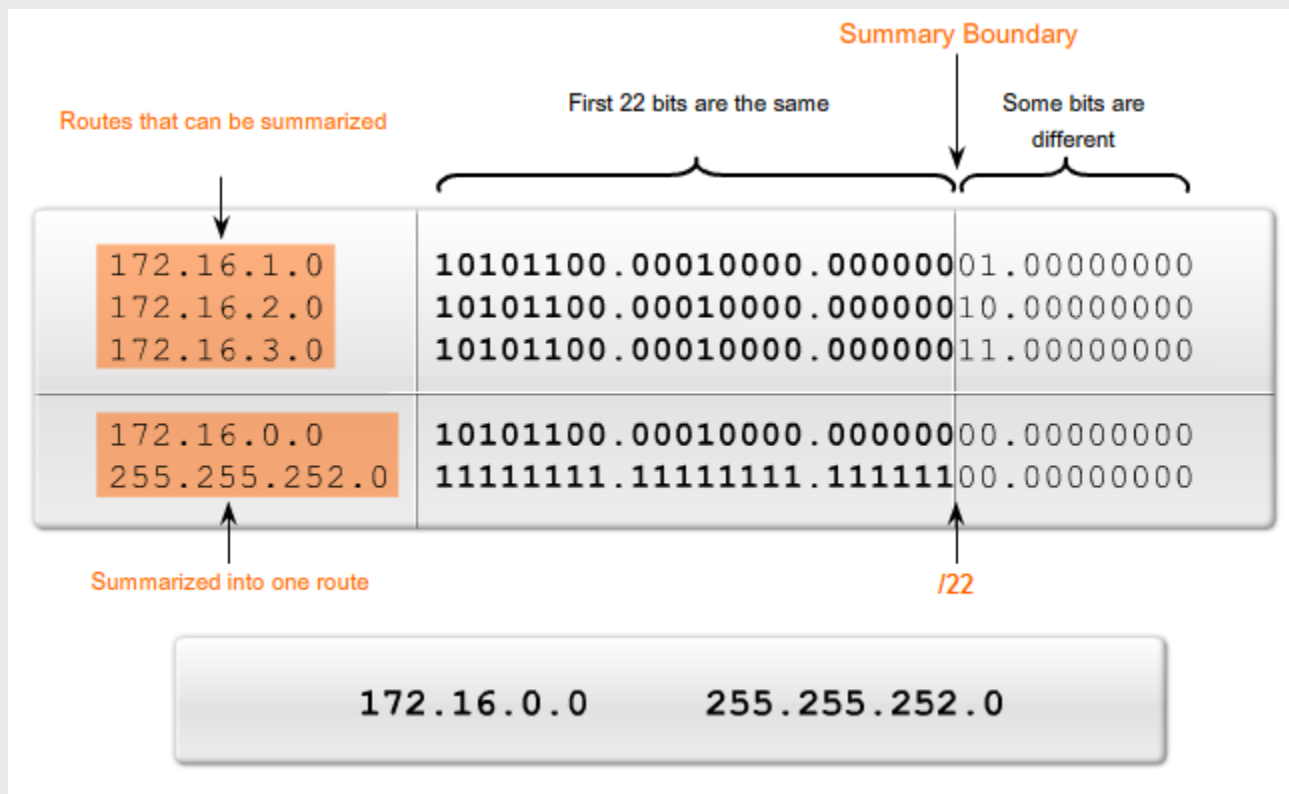 Summary Boundary
Routes that can be summarized
First 22 bits are the same
Some bits are
different
172.16.1.0 10101100.00010000.00000001.00000000
172.16.2.0 10101100.00010000.00000010.00000000
172.16.3.0 10101100.00010000.00000011.00000000
172.16.0.0 10101100.00010000.00000000.00000000
255.255.252.0 11111111.11111111.11111100.00000000
Summarized into one route
/22
172.16.0.0 255.255.252.0